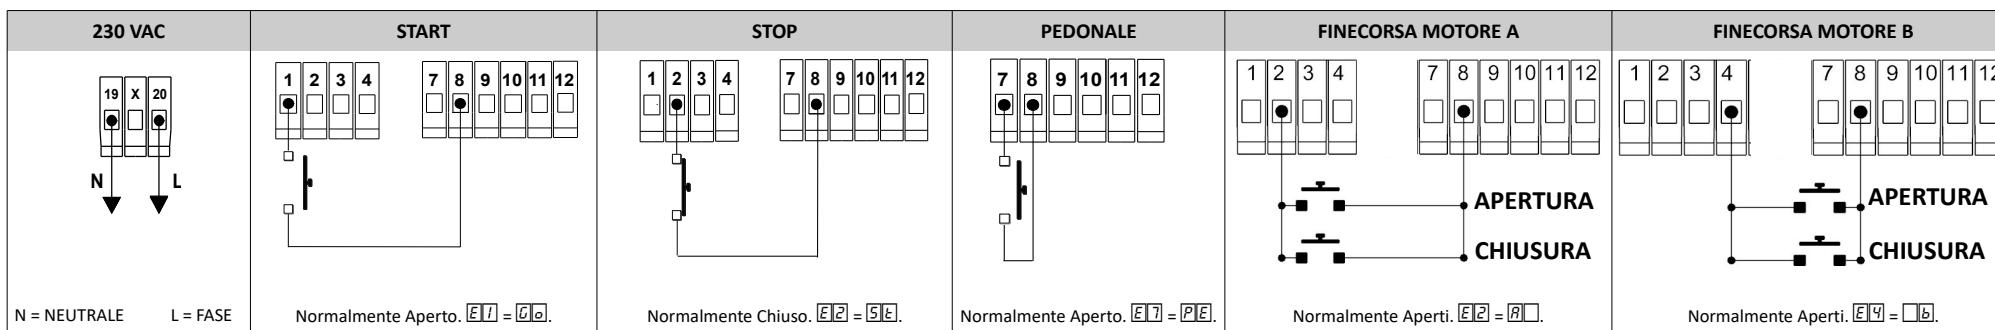 230 VAC
START
STOP
PEDONALE
FINECORSA MOTORE A
FINECORSA MOTORE B
19 X 20
1 2 3 4
7 8 9 10 11 12
1 2 3 4
7 8 9 10 11 12
7 8 9 10 11 12
1 2 3 4
7 8 9 10 11 12
1 2 3 4
7 8 9 10 11 12
N
L
APERTURA
CHIUSURA
APERTURA
CHIUSURA
N = NEUTRALE L = FASE
Normalmente Aperto. E1 = Go.
Normalmente Chiuso. E2 = St.
Normalmente Aperto. E7 = PE.
Normalmente Aperti. E2 = A .
Normalmente Aperti. E4 = b.